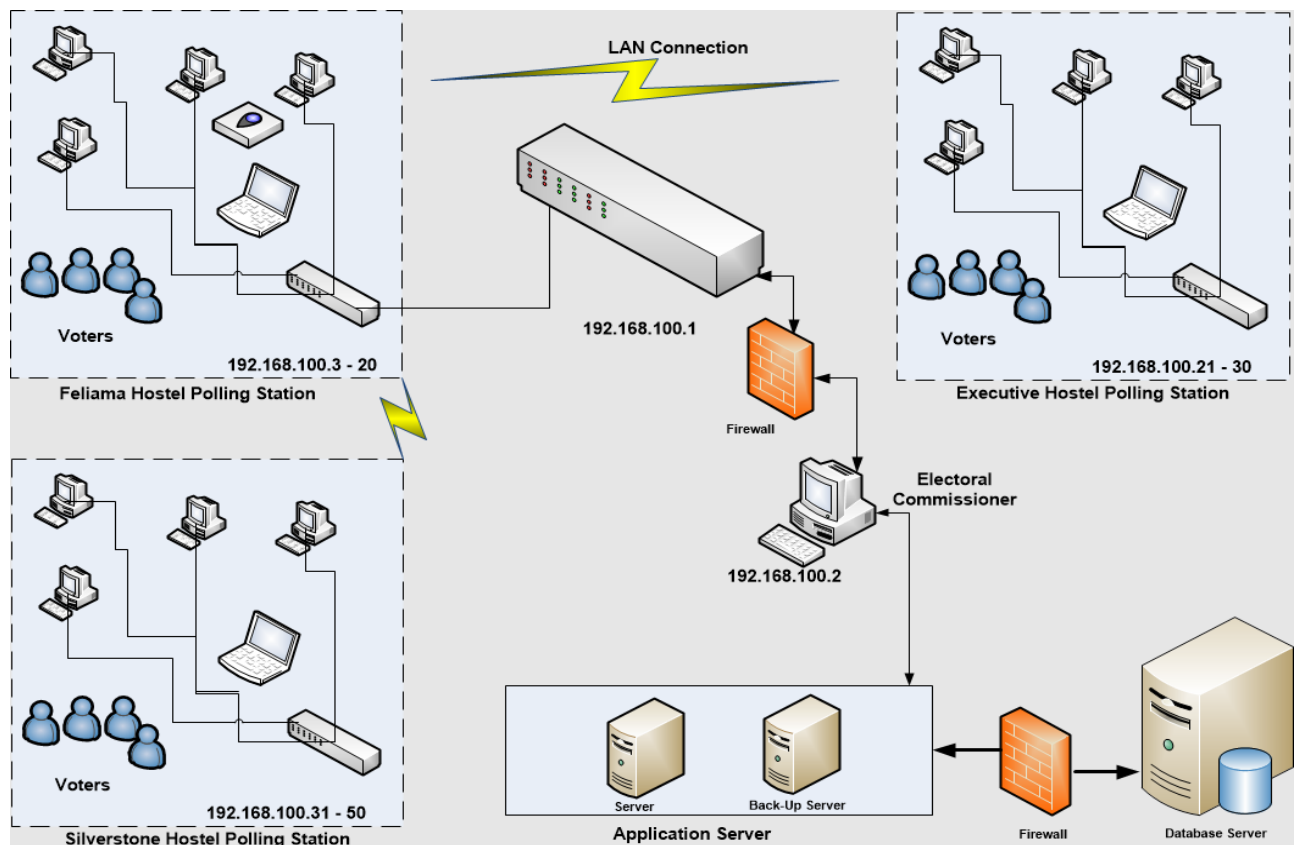 LAN Connection
Voters
192.168.100.3 - 20
Feliama Hostel Polling Station
192.168.100.1
Firewall
Voters
192.168.100.21 - 30
Executive Hostel Polling Station
Electoral
Commissioner
192.168.100.2
Voters
192.168.100.31 - 50
Silverstone Hostel Polling Station
Server
Back-Up Server
Application Server
Firewall
Database Server